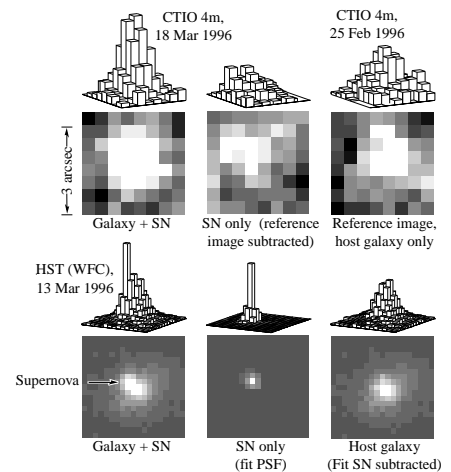 CTIO 4m,
18 Mar 1996
CTIO 4m,
25 Feb 1996
3 arcsec
Galaxy + SN
SN only (reference
image subtracted)
Reference image,
host galaxy only
HST (WFC),
13 Mar 1996
Supernova
Galaxy + SN
SN only
(fit PSF)
Host galaxy
(Fit SN subtracted)